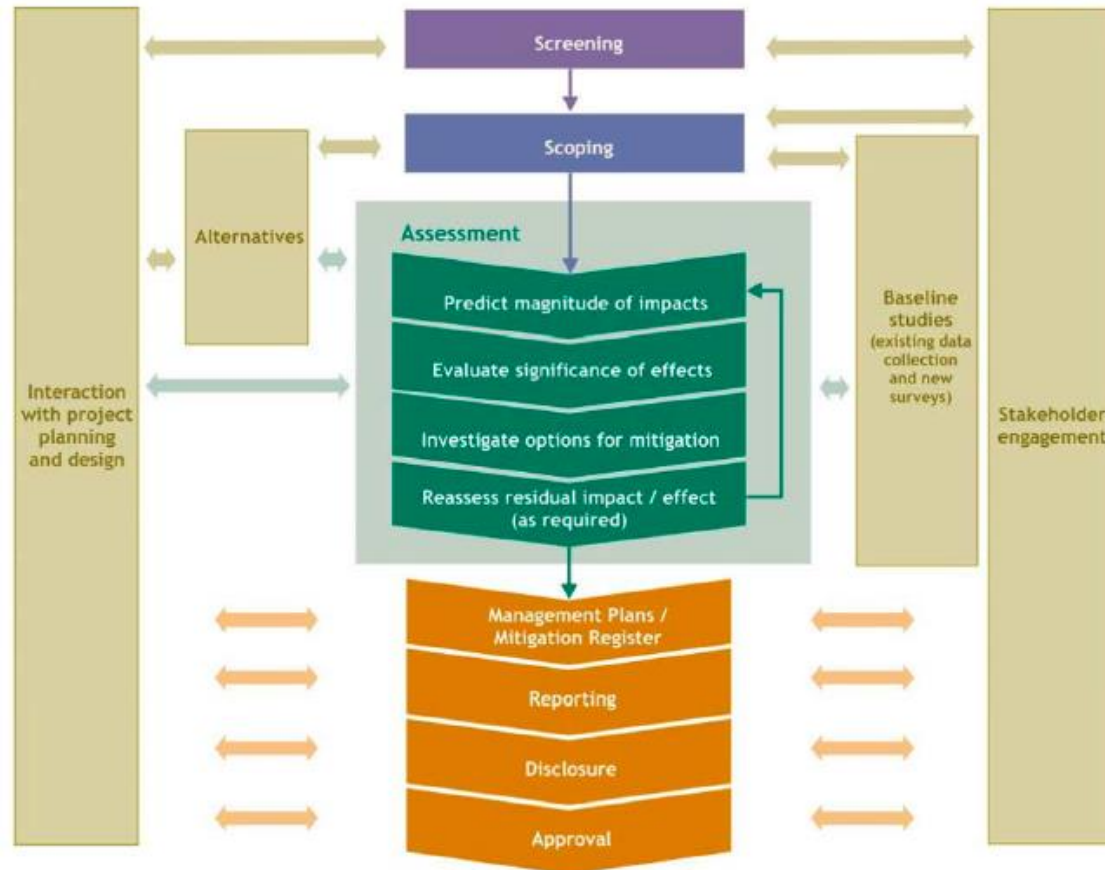 Screening
Scoping
Alternatives
Assessment
Predict magnitude of impacts
Evaluate significance of effects
Investigate options for mitigation
Reassess residual impact / effect
(as required)
Baseline
studies
(existing data
collection
and new
surveys)
Interaction
with project
planning
and design
Stakeholder
engagement
Management Plans /
Mitigation Register
Reporting
Disclosure
Approval